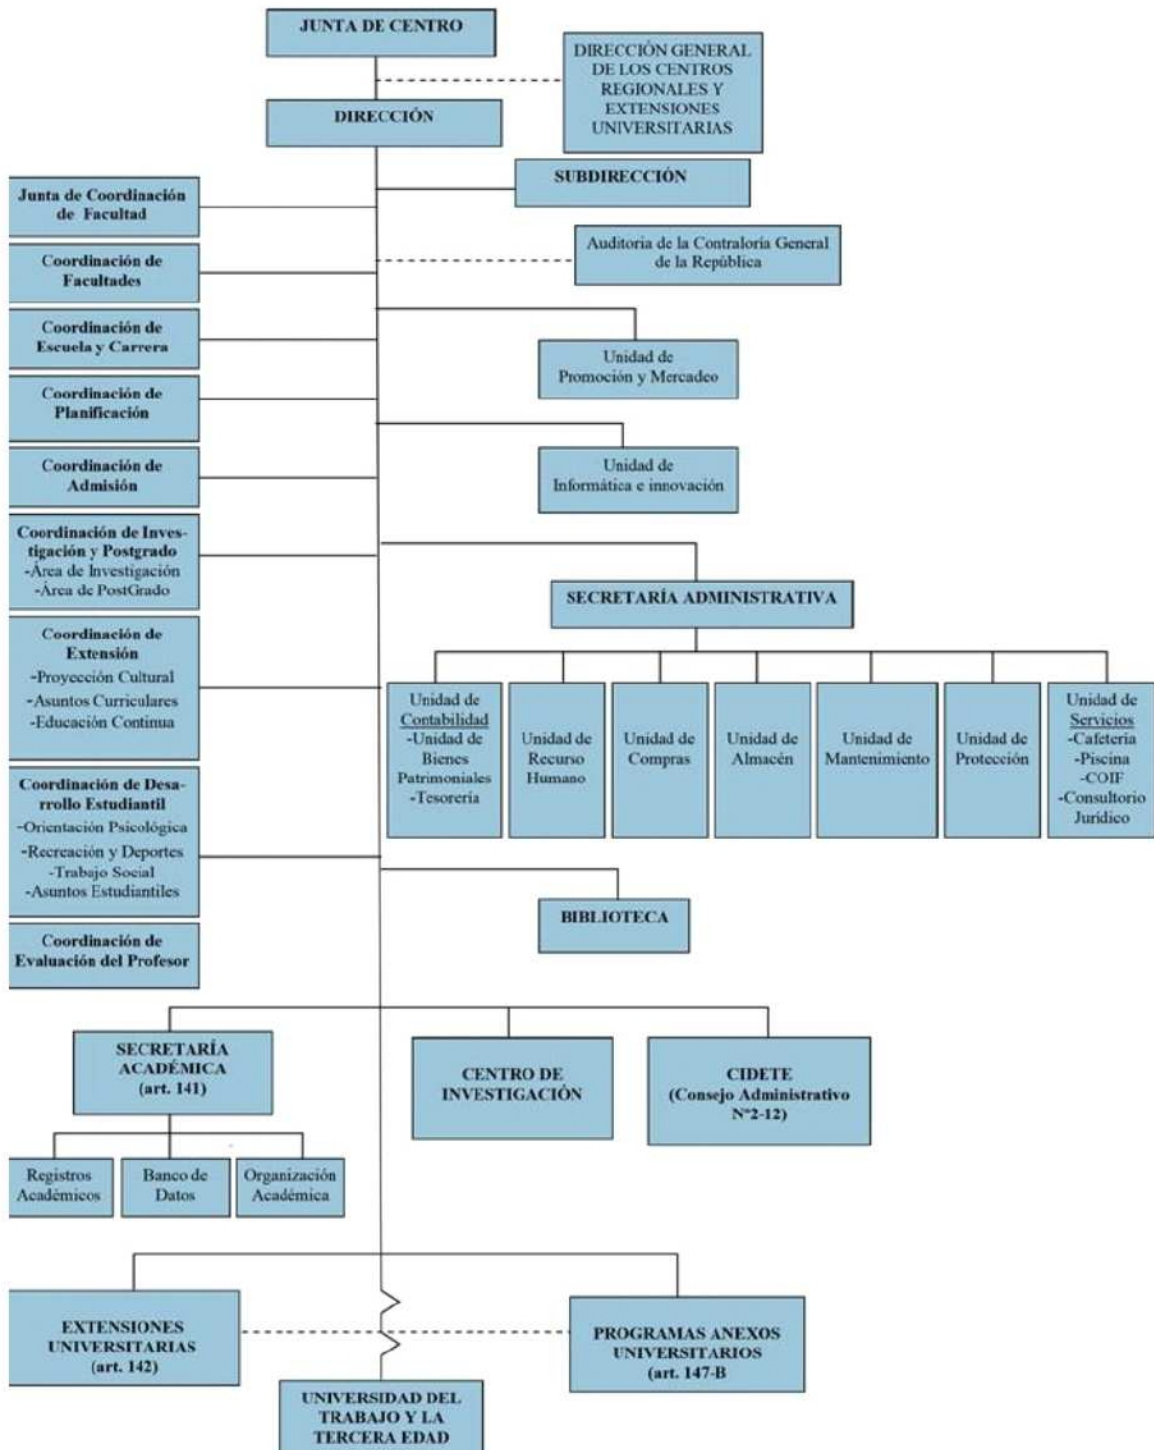 JUNTA DE CENTRO
DIRECCIÓN GENERAL
DE LOS CENTROS
REGIONALES Y
EXTENSIONES
UNIVERSITARIAS
DIRECCIÓN
SUBDIRECCIÓN
Junta de Coordinación
de Facultad
Auditoria de la Contraloría General
de la República
Coordinación de
Facultades
Coordinación de
Escuela y Carrera
Unidad de
Promoción y Mercadeo
Coordinación de
Planificación
Coordinación de
Admisión
Unidad de
Informática e innovación
Coordinación de Inves-
tigación y Postgrado
-Área de Investigación
-Área de PostGrado
SECRETARÍA ADMINISTRATIVA
Coordinación de
Extensión
-Proyección Cultural
-Asuntos Curriculares
-Educación Continua
Unidad de
Contabilidad
-Unidad de
Bienes
Patrimoniales
-Tesorería
Unidad de
Recurso
Humano
Unidad de
Compras
Unidad de
Almacén
Unidad de
Mantenimiento
Unidad de
Protección
Unidad de
Servicios
-Cafeteria
-Piscina
-COIF
-Consultorio
Jurídico
Coordinación de Desa-
rrollo Estudiantil
-Orientación Psicológica
-Recreación y Deportes
-Trabajo Social
-Asuntos Estudiantiles
BIBLIOTECA
Coordinación de
Evaluación del Profesor
SECRETARÍA
ACADÉMICA
(art. 141)
CENTRO DE
INVESTIGACIÓN
CIDETE
(Consejo Administrativo
Nº2-12)
Registros
Académicos
Banco de
Datos
Organización
Académica
EXTENSIONES
UNIVERSITARIAS
(art. 142)
PROGRAMAS ANEXOS
UNIVERSITARIOS
(art. 147-B
UNIVERSIDAD DEL
TRABAJO Y LA
TERCERA EDAD